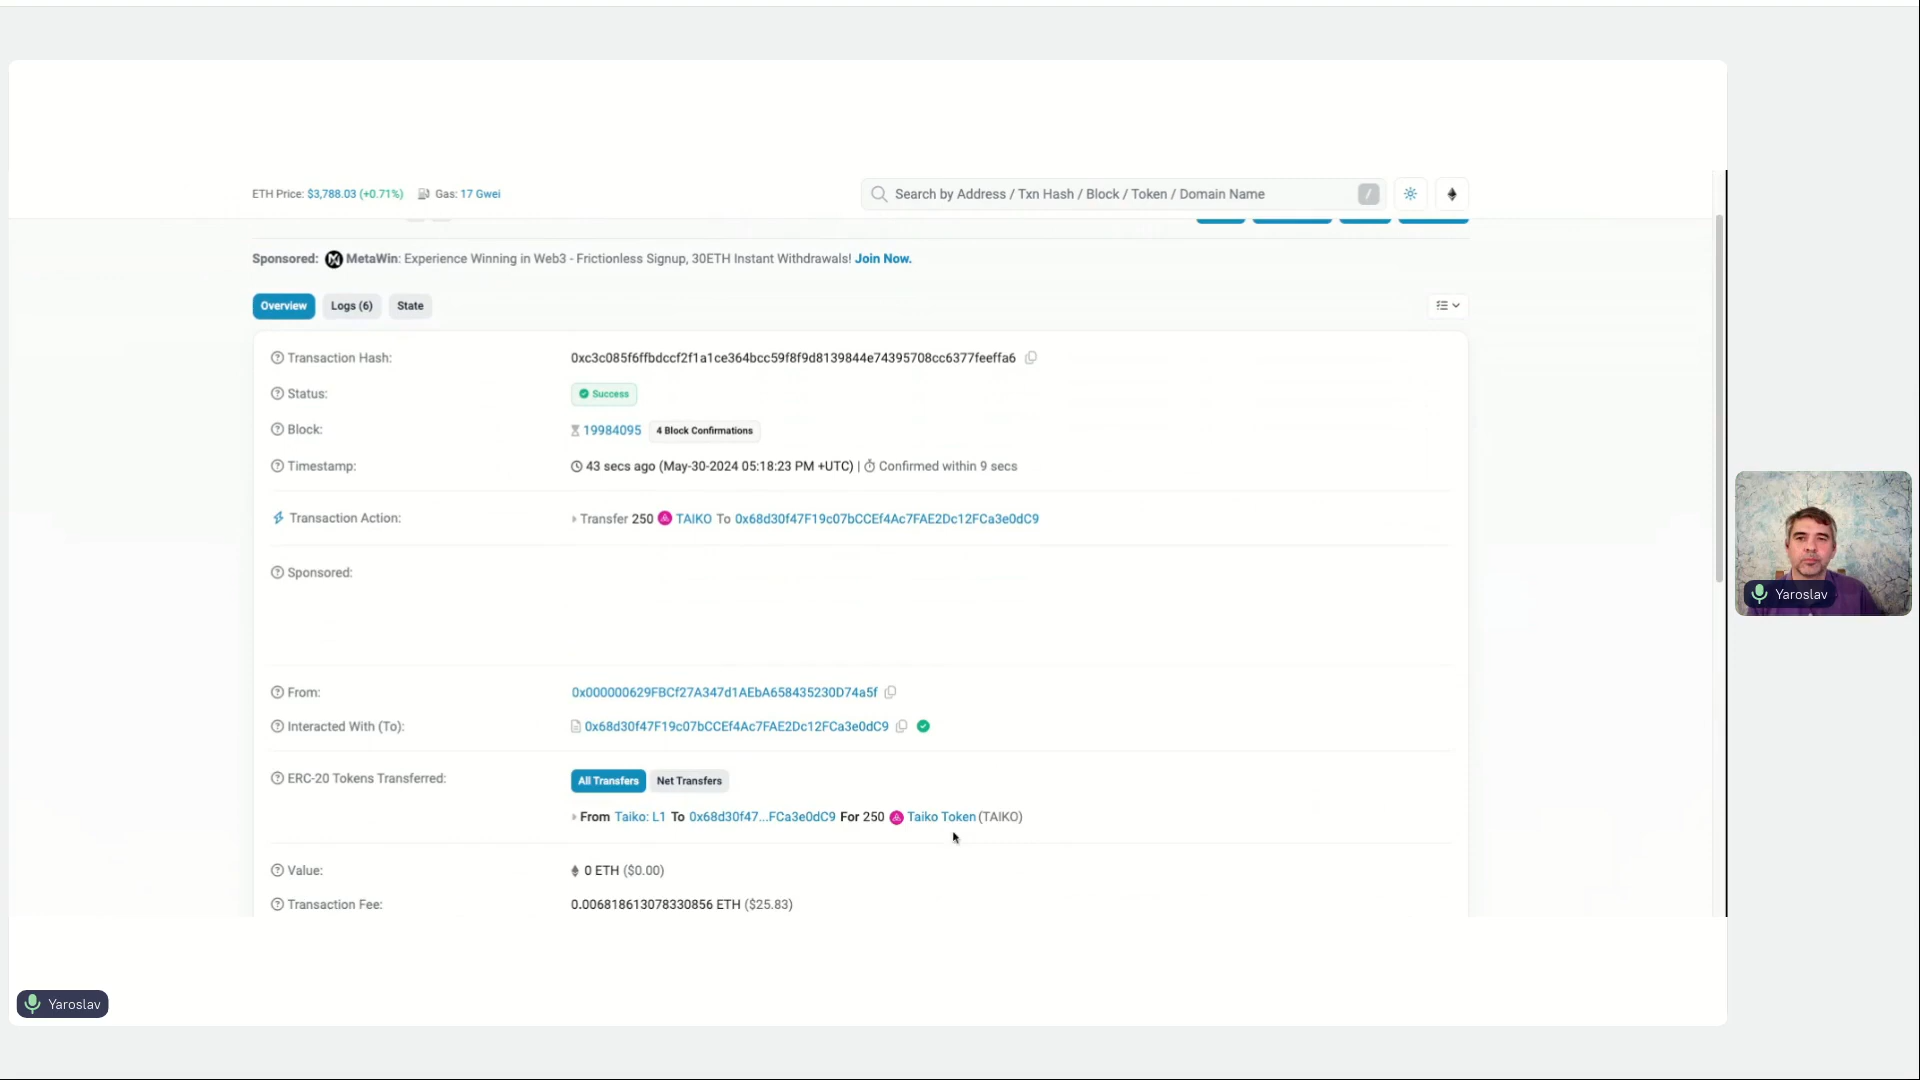 ETH Price: $3,788.03 (+0.71%) Gas: 17 Gwei
Search by Address / Txn Hash / Block / Token / Domain Name /
Sponsored: MetaWin: Experience Winning in Web3 - Frictionless Signup, 30ETH Instant Withdrawals! Join Now.
Overview Logs (6) State
Transaction Hash: 0xc3c085f6ffbdccf2f1a1ce364bcc59f8f9d8139844e74395708cc6377feeffa6
Status: Success
Block: 19984095 4 Block Confirmations
Timestamp: 43 secs ago (May-30-2024 05:18:23 PM +UTC) | Confirmed within 9 secs
Transaction Action: Transfer 250 TAIKO To 0x68d30f47F19c07bCCEf4Ac7FAE2Dc12FCa3e0dC9
Sponsored:
From: 0x000000629FBCf27A347d1AEbA658435230D74a5f
Interacted With (To): 0x68d30f47F19c07bCCEf4Ac7FAE2Dc12FCa3e0dC9
ERC-20 Tokens Transferred: All Transfers Net Transfers
From Taiko: L1 To 0x68d30f47...FCa3e0dC9 For 250 Taiko Token (TAIKO)
Value: 0 ETH ($0.00)
Transaction Fee: 0.006818613078330856 ETH ($25.83)
Yaroslav
Yaroslav